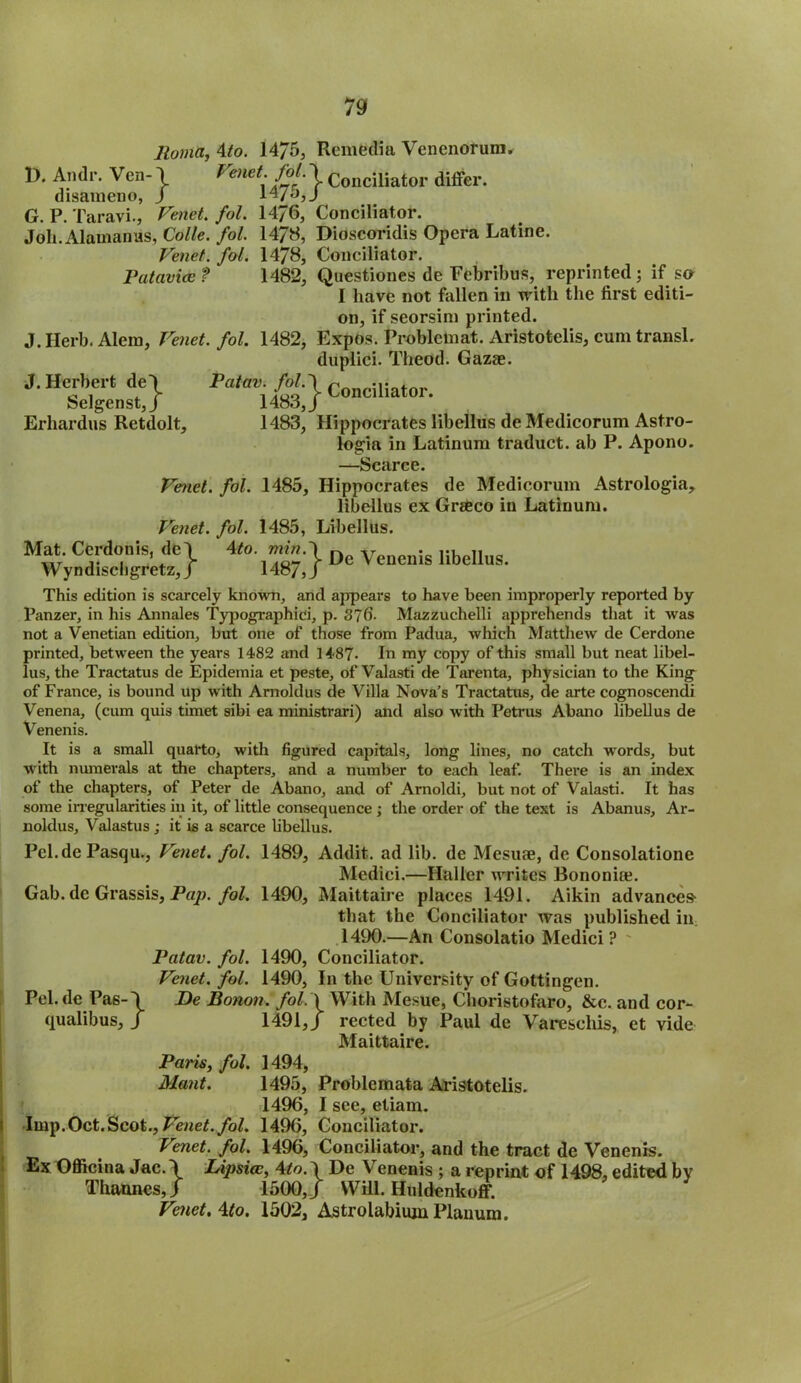 79
Roma, 4to. 1475, Remedia Venenorum.
D. Andr. Ven- } Venet. fol. } Conciliator differ.
disameno, } 1475, }
G. P. Taravi., Venet. fol. 1476, Conciliator.
Joh. Alamanus, Colle. fol. 1478, Dioscoridis Opera Latine.
Venet. fol. 1478, Conciliator.
Patavicæ ? 1482, Questiones de Febribus, reprinted; if so
I have not fallen in with the first editi-
on, if seorsim printed.
J. Herb. Alem, Venet. fol. 1482, Expos. Problemat. Aristotelis, cum transl.
duplici. Theod. Gazæ.
J. Herbert de } Patav. fol. } Conciliator.
Selgenst, } 1483, }
Erhardus Retdolt, 1483, Hippocrates libellus de Medicorum Astro-
logia in Latinum traduct. ab P. Apono.
—Scarce.
Venet. fol. 1485, Hippocrates de Medicorum Astrologia,
libellus ex Græco in Latinum.
Venet. fol. 1485, Libellus.
Mat. Cerdonis, de } 4to. min. } De Venenis libellus.
Wyndischgretz, } 1487, }
This edition is scarcely known, and appears to have been improperly reported by
Panzer, in his Annales Typographici, p. 376. Mazzuchelli apprehends that it was
not a Venetian edition, but one of those from Padua, which Matthew de Cerdone
printed, between the years 1482 and 1487. In my copy of this small but neat libel-
lus, the Tractatus de Epidemia et peste, of Valasti de Tarenta, physician to the King
of France, is bound up with Arnoldus de Villa Nova's Tractatus, de arte cognoscendi
Venena, (cum quis timet sibi ea ministrari) and also with Petrus Abano libellus de
Venenis.
It is a small quarto, with figured capitals, long lines, no catch words, but
with numerals at the chapters, and a number to each leaf. There is an index
of the chapters, of Peter de Abano, and of Arnoldi, but not of Valasti. It has
some irregularities in it, of little consequence; the order of the text is Abanus, Ar-
noldus, Valastus; it is a scarce libellus.
Pel. de Pasqu., Venet. fol. 1489, Addit. ad lib. de Mesuæ, de Consolatione
Medici.—Haller writes Bononiæ.
Gab. de Grassis, Pap. fol. 1490, Maittaire places 1491. Aikin advances
that the Conciliator was published in
1490.—An Consolatio Medici ?
Patav. fol. 1490, Conciliator.
Venet. fol. 1490, In the University of Gottingen.
Pel. de Pas- } De Bonon. fol. } With Mesue, Choristofaro, &c. and cor-
qualibus, } 1491, } rected by Paul de Vareschis, et vide
Maittaire.
Paris, fol. 1494,
Mant. 1495, Problemata Aristotelis.
1496, I see, etiam.
Imp. Oct. Scot., Venet. fol. 1496, Conciliator.
Venet. fol. 1496, Conciliator, and the tract de Venenis.
Ex Officina Jac. } Lipsiæ, 4to. } De Venenis; a reprint of 1498, edited by
Thannes, } 1500, } Will. Huldenkoff.
Venet. 4to. 1502, Astrolabium Planum.